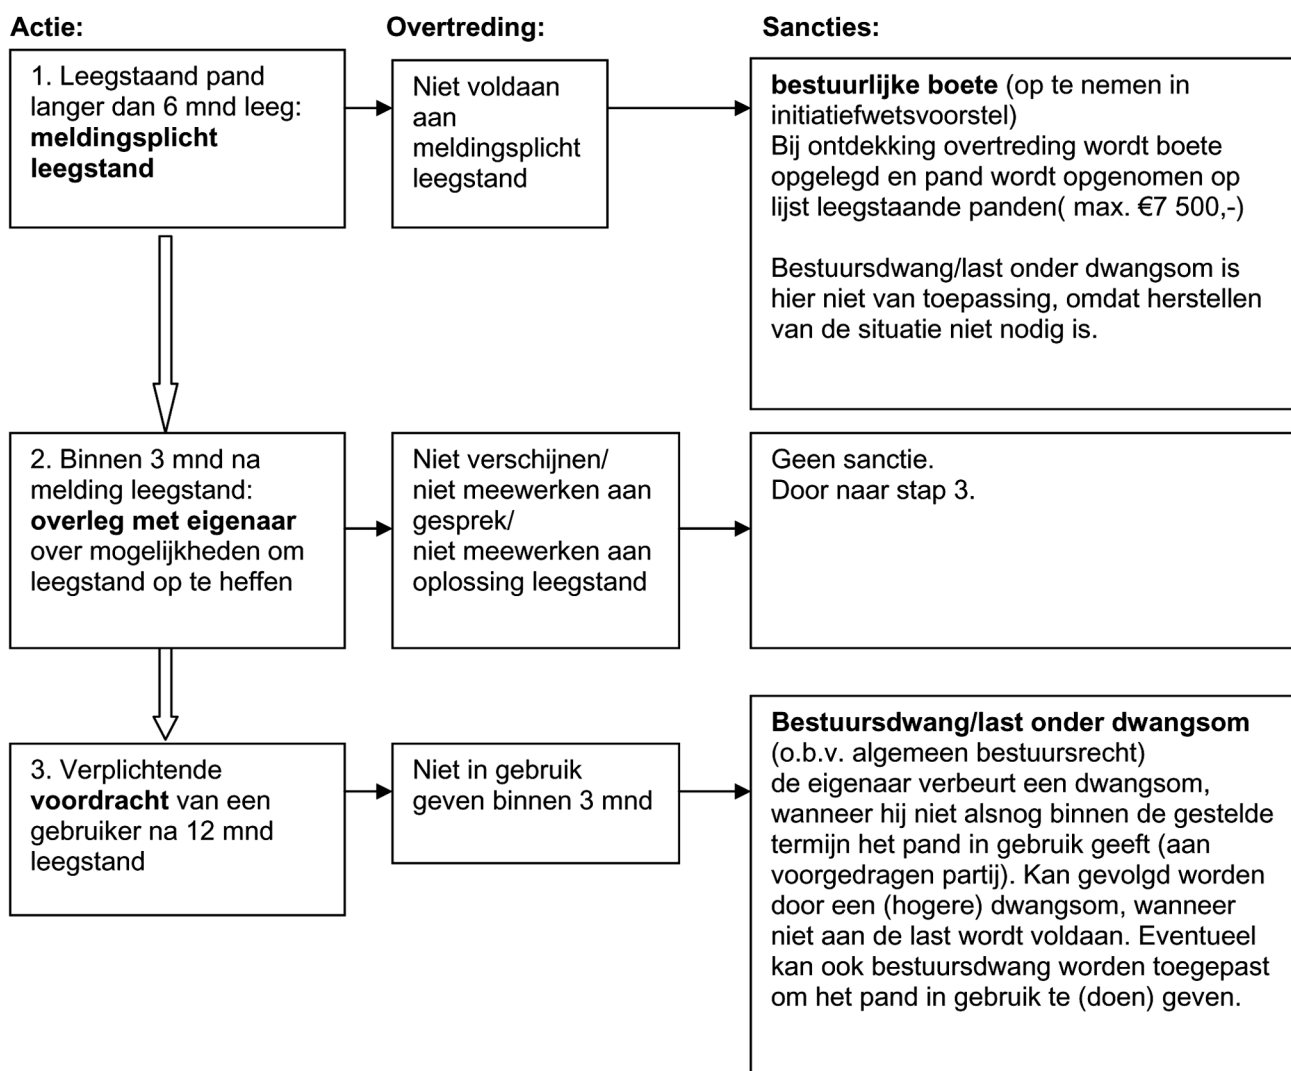 Actie:
Overtreding:
Sancties:
1. Leegstaand pand
langer dan 6 mnd leeg:
meldingsplicht
leegstand
Niet voldaan
aan
meldingsplicht
leegstand
bestuurlijke boete (op te nemen in
initiatiefwetsvoorstel)
Bij ontdekking overtreding wordt boete
opgelegd en pand wordt opgenomen op
lijst leegstaande panden( max. €7 500,-)
Bestuursdwang/last onder dwangsom is
hier niet van toepassing, omdat herstellen
van de situatie niet nodig is.
2. Binnen 3 mnd na
melding leegstand:
overleg met eigenaar
over mogelijkheden om
leegstand op te heffen
Niet verschijnen/
niet meewerken aan
gesprek/
niet meewerken aan
oplossing leegstand
Geen sanctie.
Door naar stap 3.
3. Verplichtende
voordracht van een
gebruiker na 12 mnd
leegstand
Niet in gebruik
geven binnen 3 mnd
Bestuursdwang/last onder dwangsom
(o.b.v. algemeen bestuursrecht)
de eigenaar verbeurt een dwangsom,
wanneer hij niet alsnog binnen de gestelde
termijn het pand in gebruik geeft (aan
voorgedragen partij). Kan gevolgd worden
door een (hogere) dwangsom, wanneer
niet aan de last wordt voldaan. Eventueel
kan ook bestuursdwang worden toegepast
om het pand in gebruik te (doen) geven.